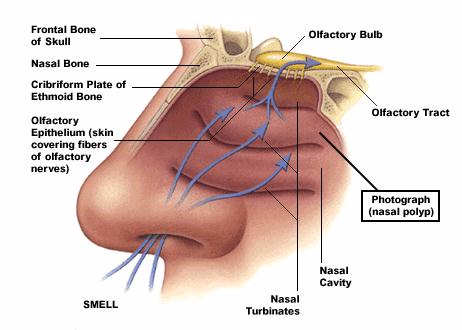 Frontal Bone
of Skull
Nasal Bone
Cribriform Plate of
Ethmoid Bone
Olfactory
Epithelium (skin
covering fibers
of olfactory
nerves)
SMELL
Olfactory Bulb
Olfactory Tract
Photograph
(nasal polyp)
Nasal
Cavity
Nasal
Turbinates